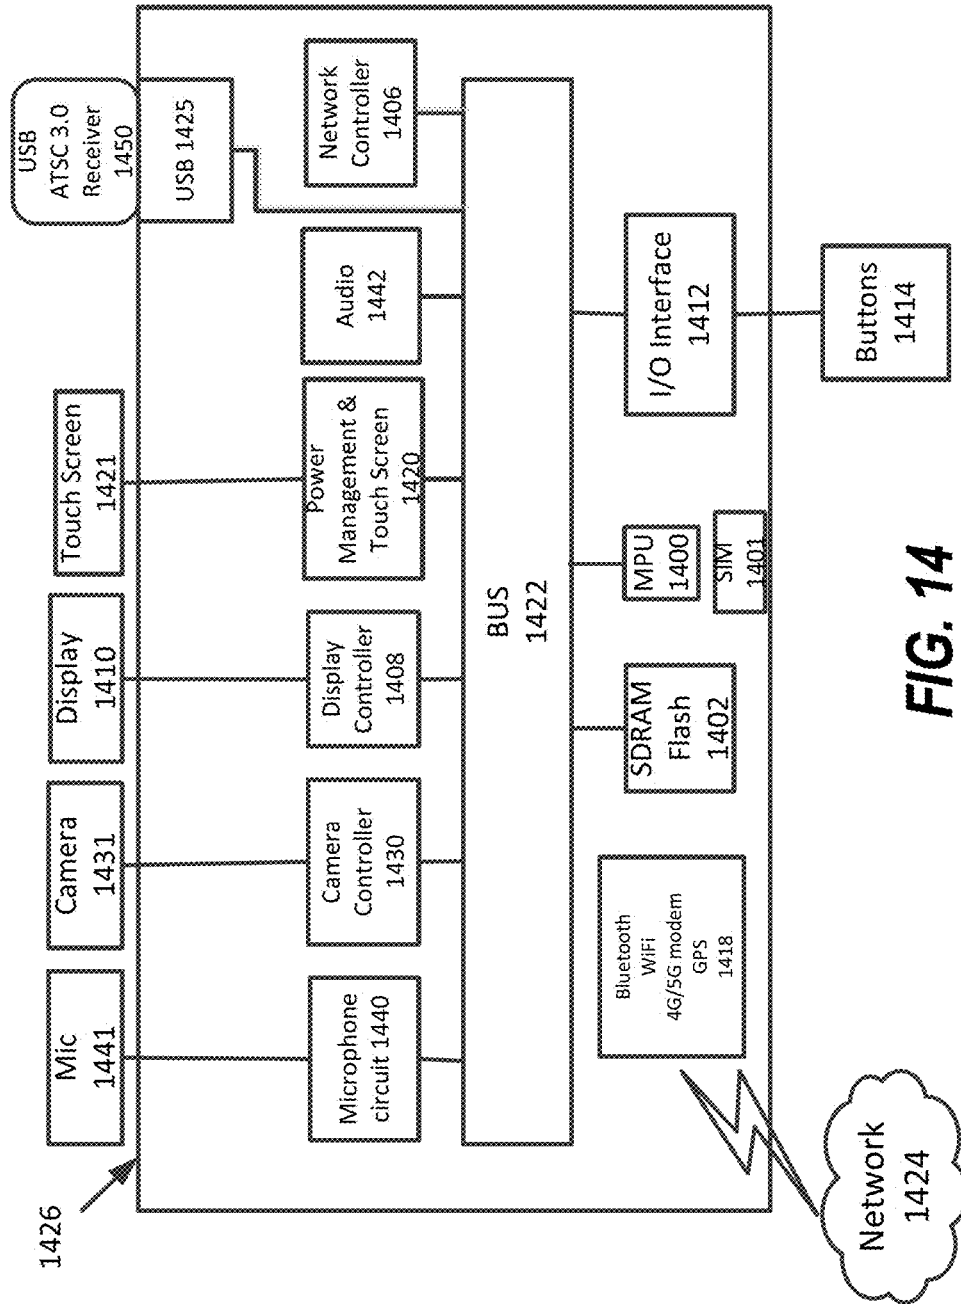 1426
Mic
1441
Camera
1431
Display
1410
Touch Screen
1421
USB
ATSC 3.0
Receiver
1450
USB 1425
Microphone
circuit 1440
Camera
Controller
1430
Display
Controller
1408
Power
Management &
Touch Screen
1420
Audio
1442
Network
Controller
1406
BUS
1422
Bluetooth
WiFi
4G/5G modem
GPS
1418
SDRAM
Flash
1402
MPU
1400
SIM
1401
I/O Interface
1412
Network
1424
Buttons
1414
FIG. 14